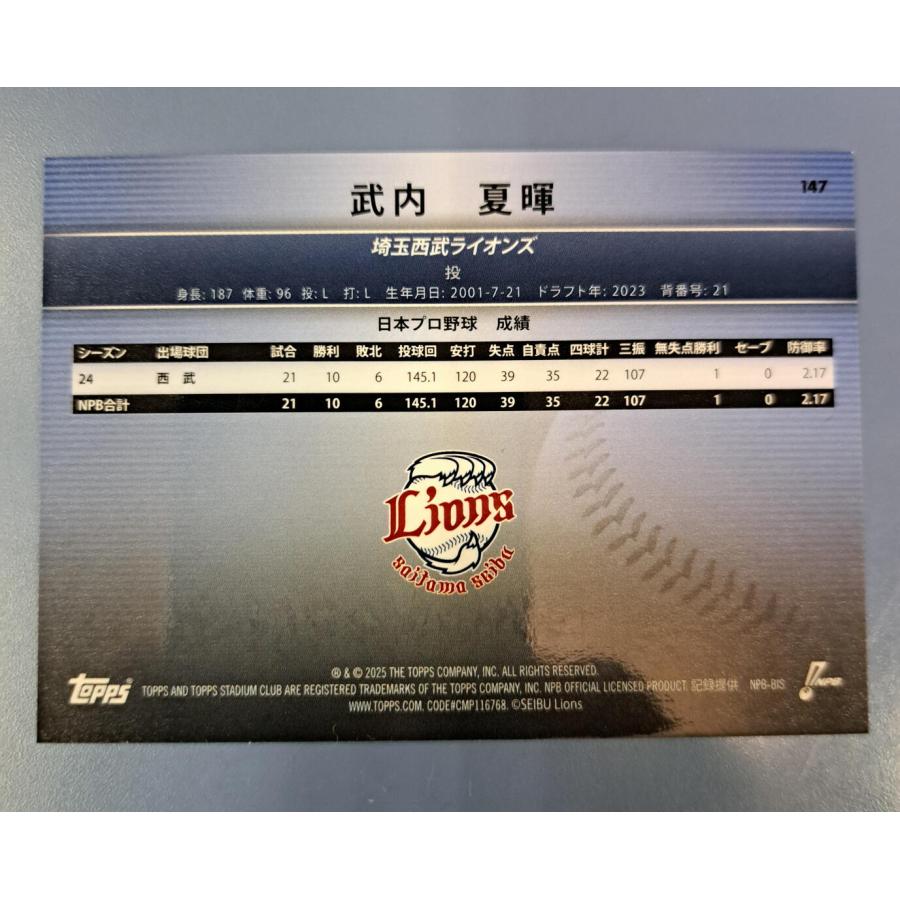 147
武内 夏暉
埼玉西武ライオンズ
投
身長: 187 体重: 96 投: L 打: L 生年月日: 2001-7-21 ドラフト年: 2023 背番号: 21
日本プロ野球 成績
シーズン 出場球団 試合 勝利 敗北 投球回 安打 失点 自責点 四球計 三振 無失点勝利 セーブ 防御率
24 西 武 21 10 6 145.1 120 39 35 22 107 1 0 2.17
NPB合計 21 10 6 145.1 120 39 35 22 107 1 0 2.17
Lions
saitama seibu
® & © 2025 THE TOPPS COMPANY, INC. ALL RIGHTS RESERVED.
topps TOPPS AND TOPPS STADIUM CLUB ARE REGISTERED TRADEMARKS OF THE TOPPS COMPANY, INC. NPB OFFICIAL LICENSED PRODUCT 記録提供 NPB-BIS NPB
WWW.TOPPS.COM. CODE#CMP116768. ©SEIBU Lions